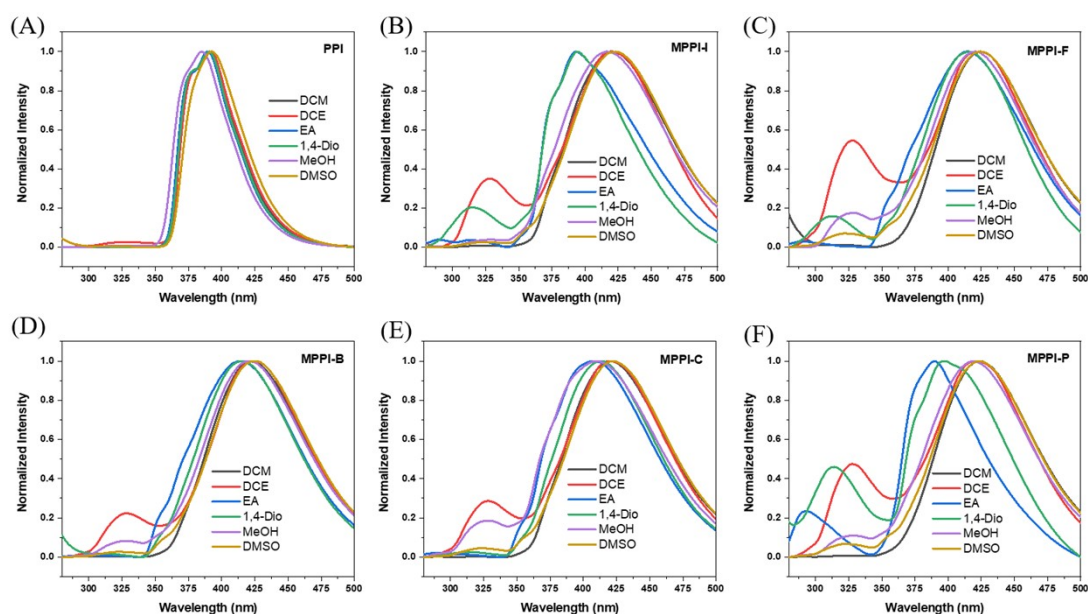 (A)
PPI
Normalized Intensity
1.0
0.8
0.6
0.4
0.2
0.0
DCM
DCE
EA
1,4-Dio
MeOH
DMSO
300 325 350 375 400 425 450 475 500
Wavelength (nm)
(B)
MPPI-I
Normalized Intensity
1.0
0.8
0.6
0.4
0.2
0.0
DCM
DCE
EA
1,4-Dio
MeOH
DMSO
300 325 350 375 400 425 450 475 500
Wavelength (nm)
(C)
MPPI-F
Normalized Intensity
1.0
0.8
0.6
0.4
0.2
0.0
DCM
DCE
EA
1,4-Dio
MeOH
DMSO
300 325 350 375 400 425 450 475 500
Wavelength (nm)
(D)
MPPI-B
Normalized Intensity
1.0
0.8
0.6
0.4
0.2
0.0
DCM
DCE
EA
1,4-Dio
MeOH
DMSO
300 325 350 375 400 425 450 475 500
Wavelength (nm)
(E)
MPPI-C
Normalized Intensity
1.0
0.8
0.6
0.4
0.2
0.0
DCM
DCE
EA
1,4-Dio
MeOH
DMSO
300 325 350 375 400 425 450 475 500
Wavelength (nm)
(F)
MPPI-P
Normalized Intensity
1.0
0.8
0.6
0.4
0.2
0.0
DCM
DCE
EA
1,4-Dio
MeOH
DMSO
300 325 350 375 400 425 450 475 500
Wavelength (nm)